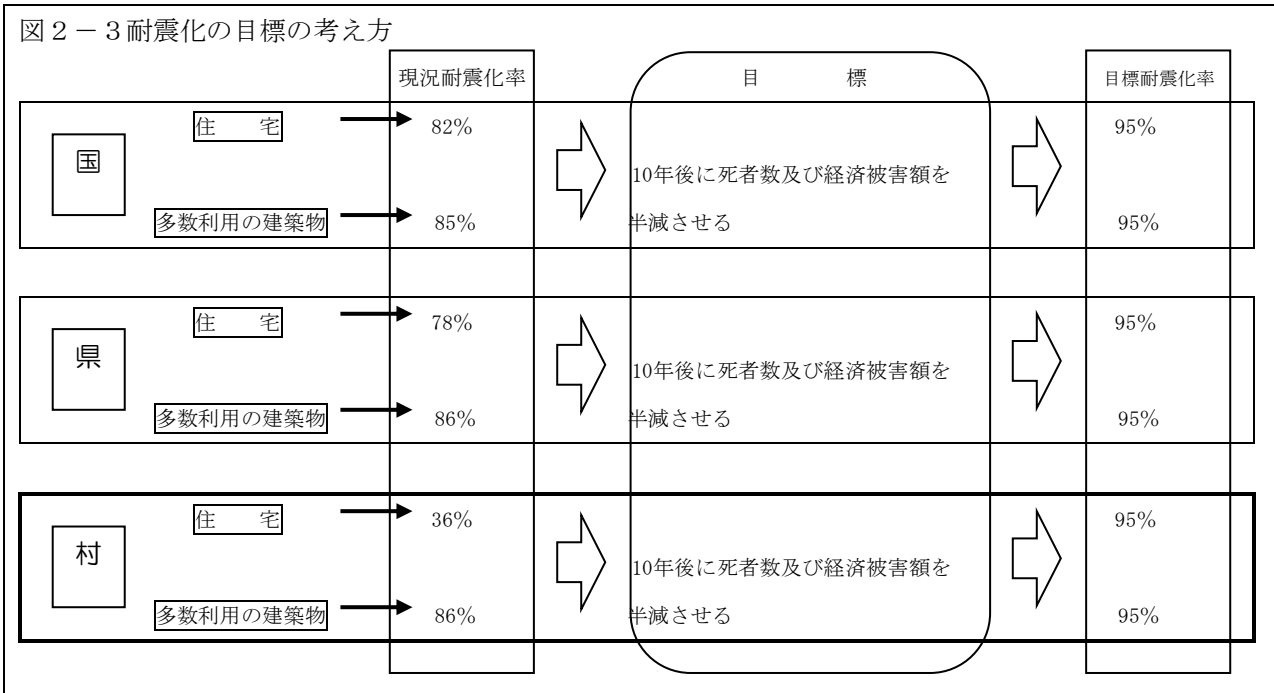 図２－３耐震化の目標の考え方
現況耐震化率
目　　標
目標耐震化率
国
住　宅
82%
95%
10年後に死者数及び経済被害額を
半減させる
多数利用の建築物
85%
95%
県
住　宅
78%
95%
10年後に死者数及び経済被害額を
半減させる
多数利用の建築物
86%
95%
村
住　宅
36%
95%
10年後に死者数及び経済被害額を
半減させる
多数利用の建築物
86%
95%